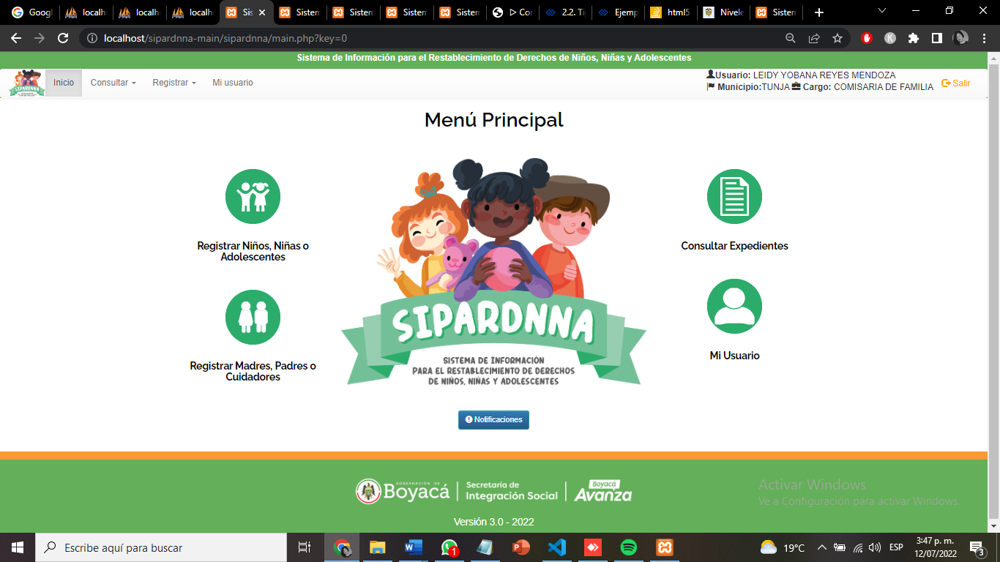 Googl
localh
localh
localh
Sis
Sistem
Sistem
Sistem
Sistem
▷ Cor
2.2. Ti
Ejemp
html5
Nivele
Sistem
localhost/sipardnna-main/sipardnna/main.php?key=0
K
Sistema de Información para el Restablecimiento de Derechos de Niños, Niñas y Adolescentes
SIPARDNNA
Inicio
Consultar
Registrar
Mi usuario
Usuario: LEIDY YOBANA REYES MENDOZA
Municipio:TUNJA Cargo: COMISARIA DE FAMILIA
Salir
Menú Principal
Registrar Niños, Niñas o
Adolescentes
Registrar Madres, Padres o
Cuidadores
SIPARDNNA
SISTEMA DE INFORMACIÓN
PARA EL RESTABLECIMIENTO DE DERECHOS
DE NIÑOS, NIÑAS Y ADOLESCENTES
Consultar Expedientes
Mi Usuario
Notificaciones
GOBERNACIÓN DE
Boyacá
Secretaría de
Integración Social
Boyacá
Avanza
Versión 3.0 - 2022
Activar Windows
Ve a Configuración para activar Windows.
Escribe aquí para buscar
1
19°C
ESP
3:47 p. m.
12/07/2022
3